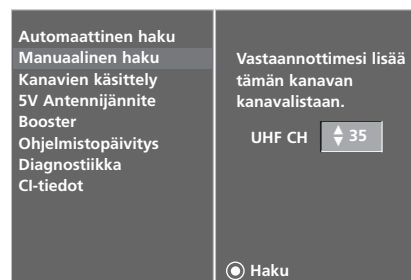 Automaattinen haku
Manuaalinen haku
Kanavien käsittely
5V Antennijännite
Booster
Ohjelmistopäivitys
Diagnostiikka
CI-tiedot
Vastaannottimesi lisää
tämän kanavan
kanavalistaan.
UHF CH 35
Haku